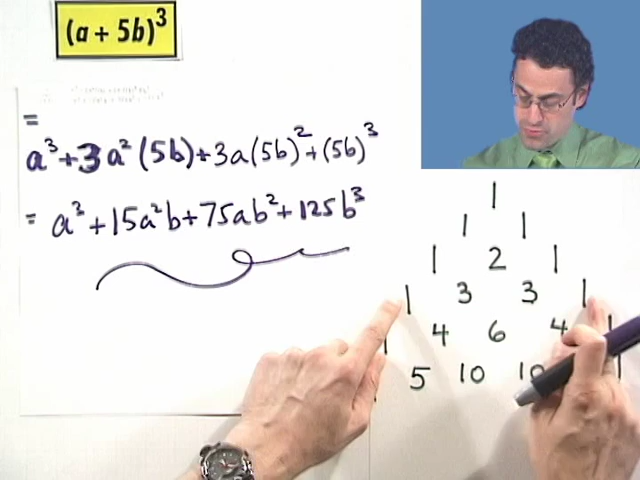 (a + 5b)³
=
a³ + 3a²(5b) + 3a(5b)² + (5b)³
= a³ + 15a²b + 75ab² + 125b³
1
1 1
1 2 1
1 3 3 1
1 4 6 4 1
5 10 10